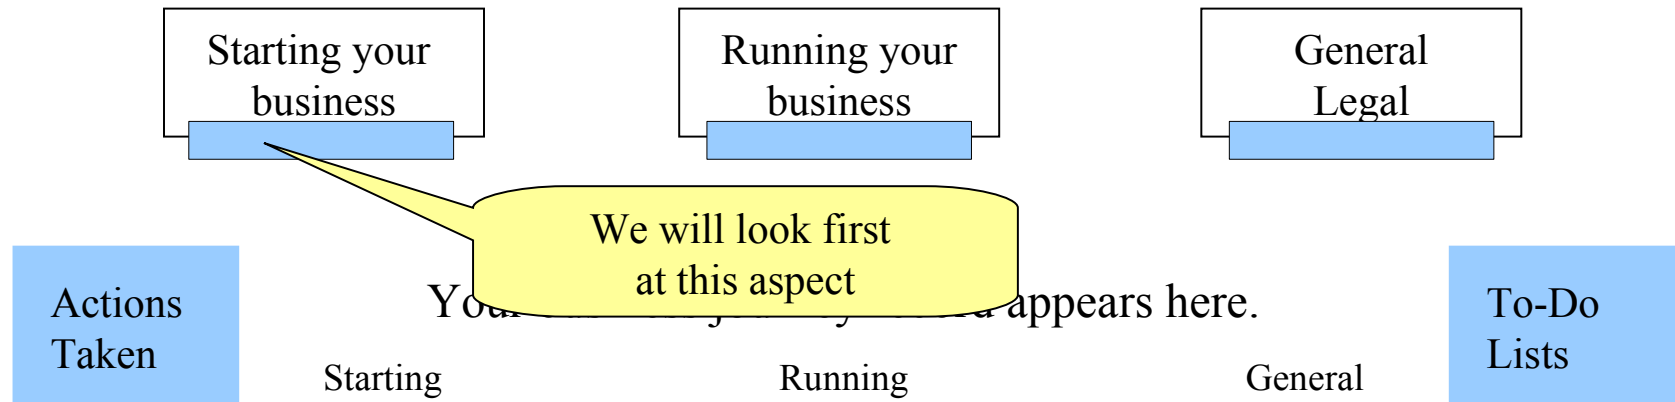 Starting your
business
Running your
business
General
Legal
We will look first
at this aspect
Actions
Taken
appears here.
To-Do
Lists
Starting
Running
General